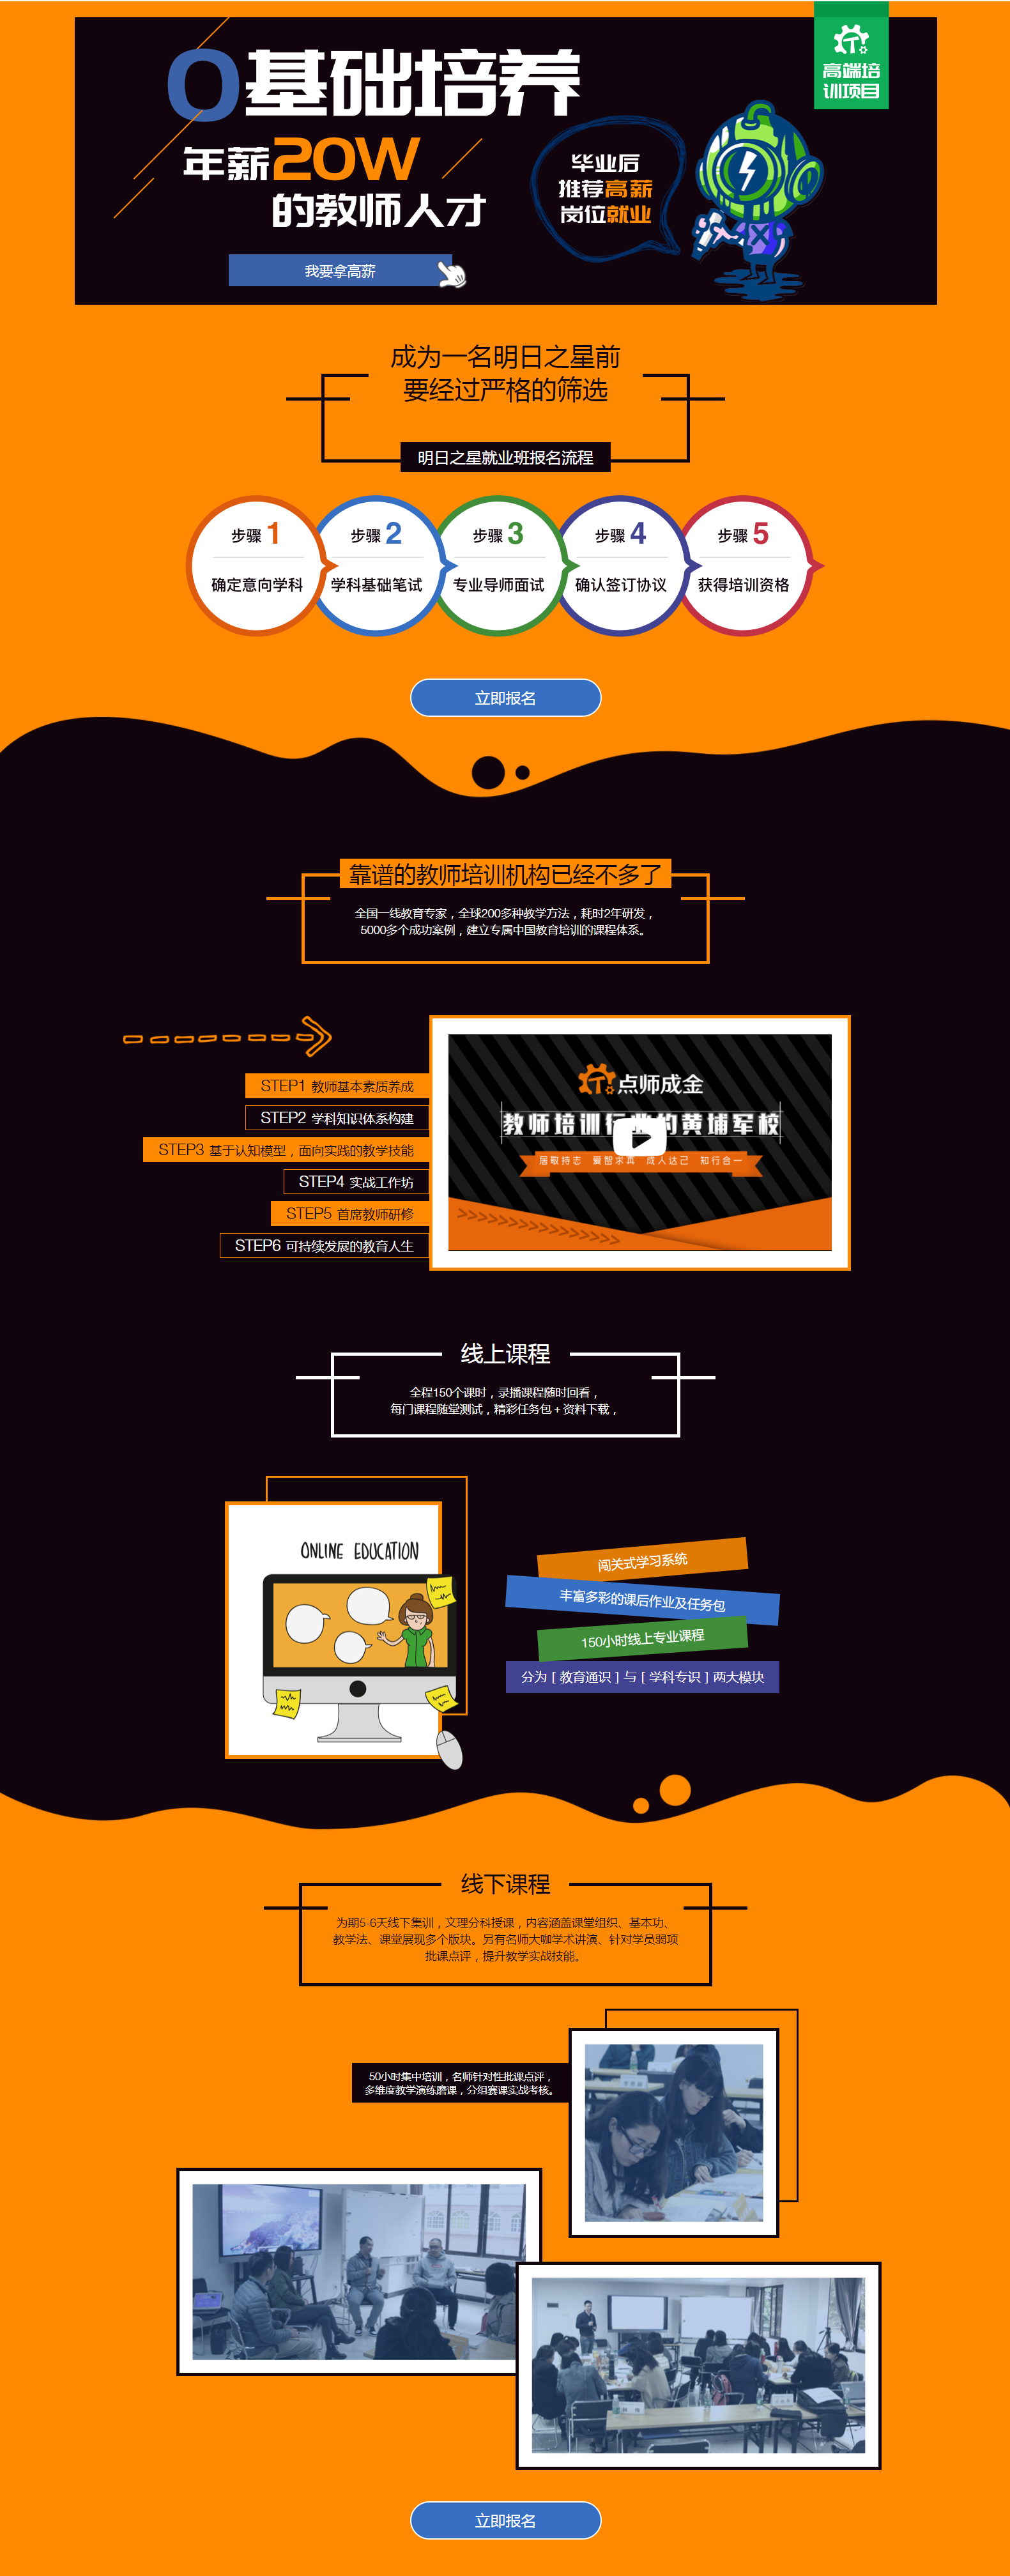 高端培
训项目
0基础培养
年薪20W
的教师人才
毕业后
推荐高薪
岗位就业
我要拿高薪
成为一名明日之星前
要经过严格的筛选
明日之星就业班报名流程
步骤 1
确定意向学科
步骤 2
学科基础笔试
步骤 3
专业导师面试
步骤 4
确认签订协议
步骤 5
获得培训资格
立即报名
靠谱的教师培训机构已经不多了
全国一线教育专家，全球200多种教学方法，耗时2年研发，
5000多个成功案例，建立专属中国教育培训的课程体系。
STEP1 教师基本素质养成
STEP2 学科知识体系构建
STEP3 基于认知模型，面向实践的教学技能
STEP4 实战工作坊
STEP5 首席教师研修
STEP6 可持续发展的教育人生
点师成金
教师培训行业的黄埔军校
居敬持志 爱智求真 成人达己 知行合一
线上课程
全程150个课时，录播课程随时回看，
每门课程随堂测试，精彩任务包+资料下载，
ONLINE EDUCATION
闯关式学习系统
丰富多彩的课后作业及任务包
150小时线上专业课程
分为 [ 教育通识 ] 与 [ 学科专识 ] 两大模块
线下课程
为期5-6天线下集训，文理分科授课，内容涵盖课堂组织、基本功、
教学法、课堂展现多个版块。另有名师大咖学术讲演、针对学员弱项
批课点评，提升教学实战技能。
50小时集中培训，名师针对性批课点评，
多维度教学演练磨课，分组赛课实战考核。
立即报名